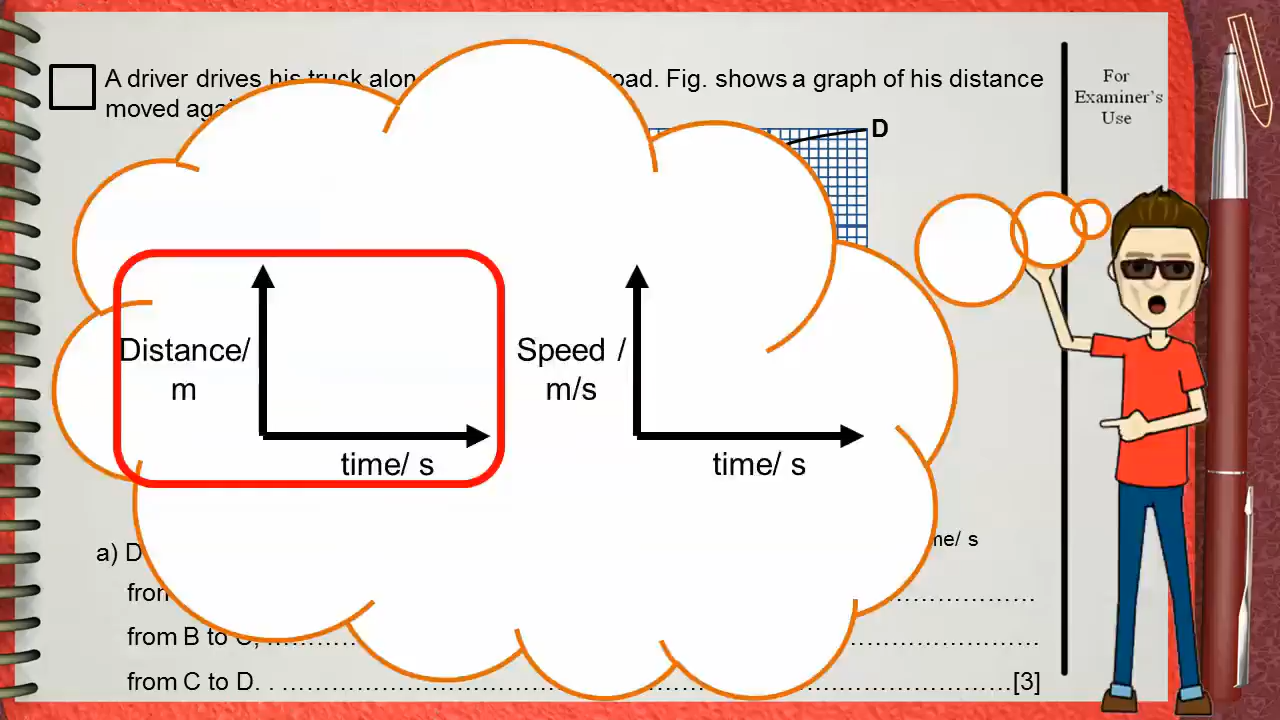 A driver drives his truck alon oad. Fig. shows a graph of his distance
moved aga
For
Examiner's
Use
D
Distance/
m
time/ s
Speed /
m/s
time/ s
me/ s
a) D
from
from B to C, ..........
from C to D. . ..........[3]